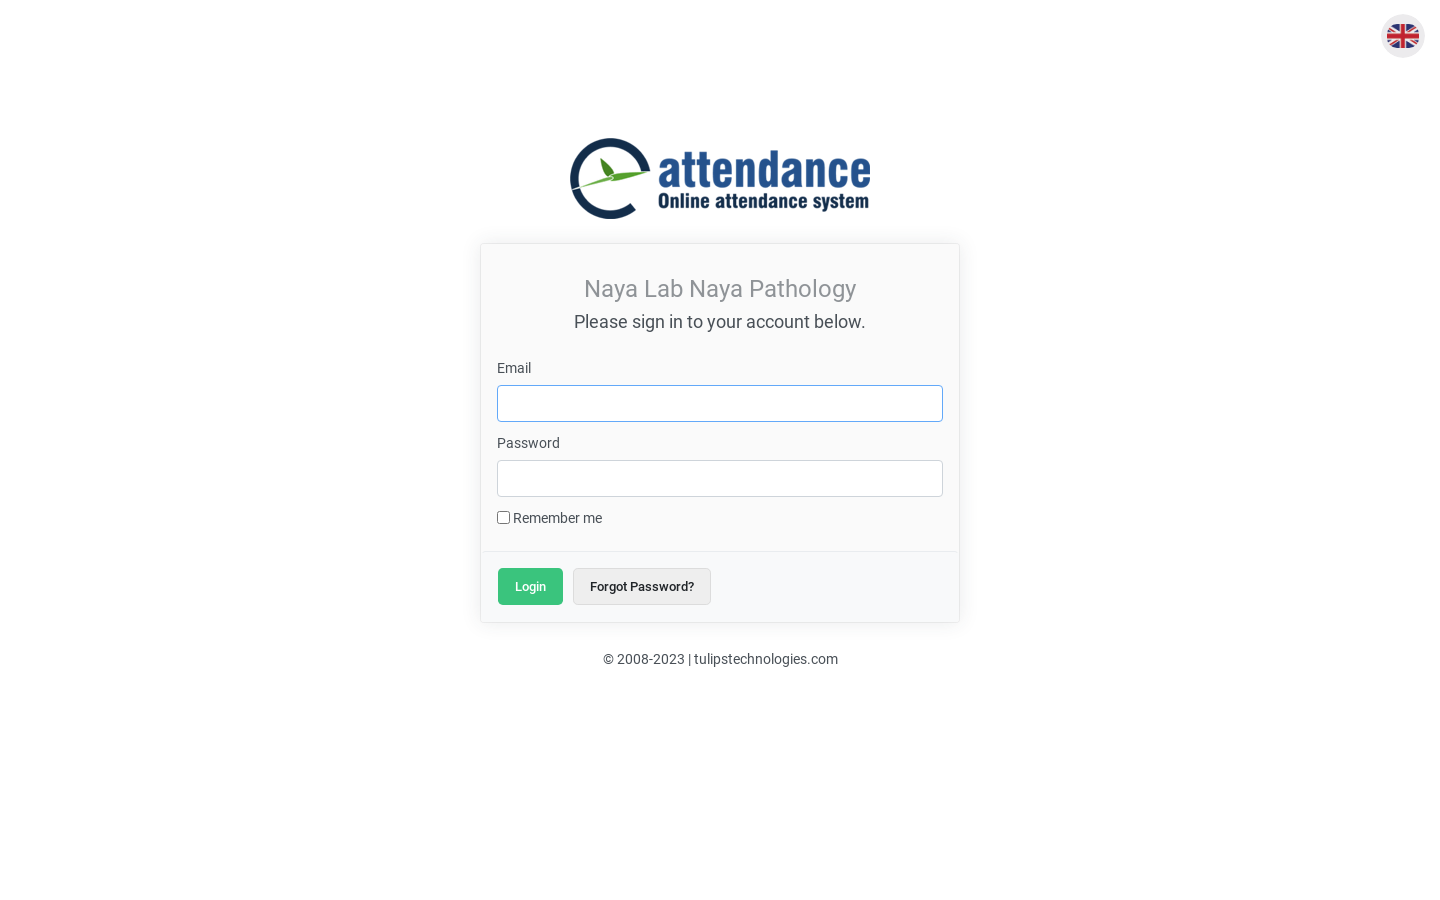 attendance
Online attendance system
Naya Lab Naya Pathology
Please sign in to your account below.
Email
Password
Remember me
Login
Forgot Password?
© 2008-2023 | tulipstechnologies.com